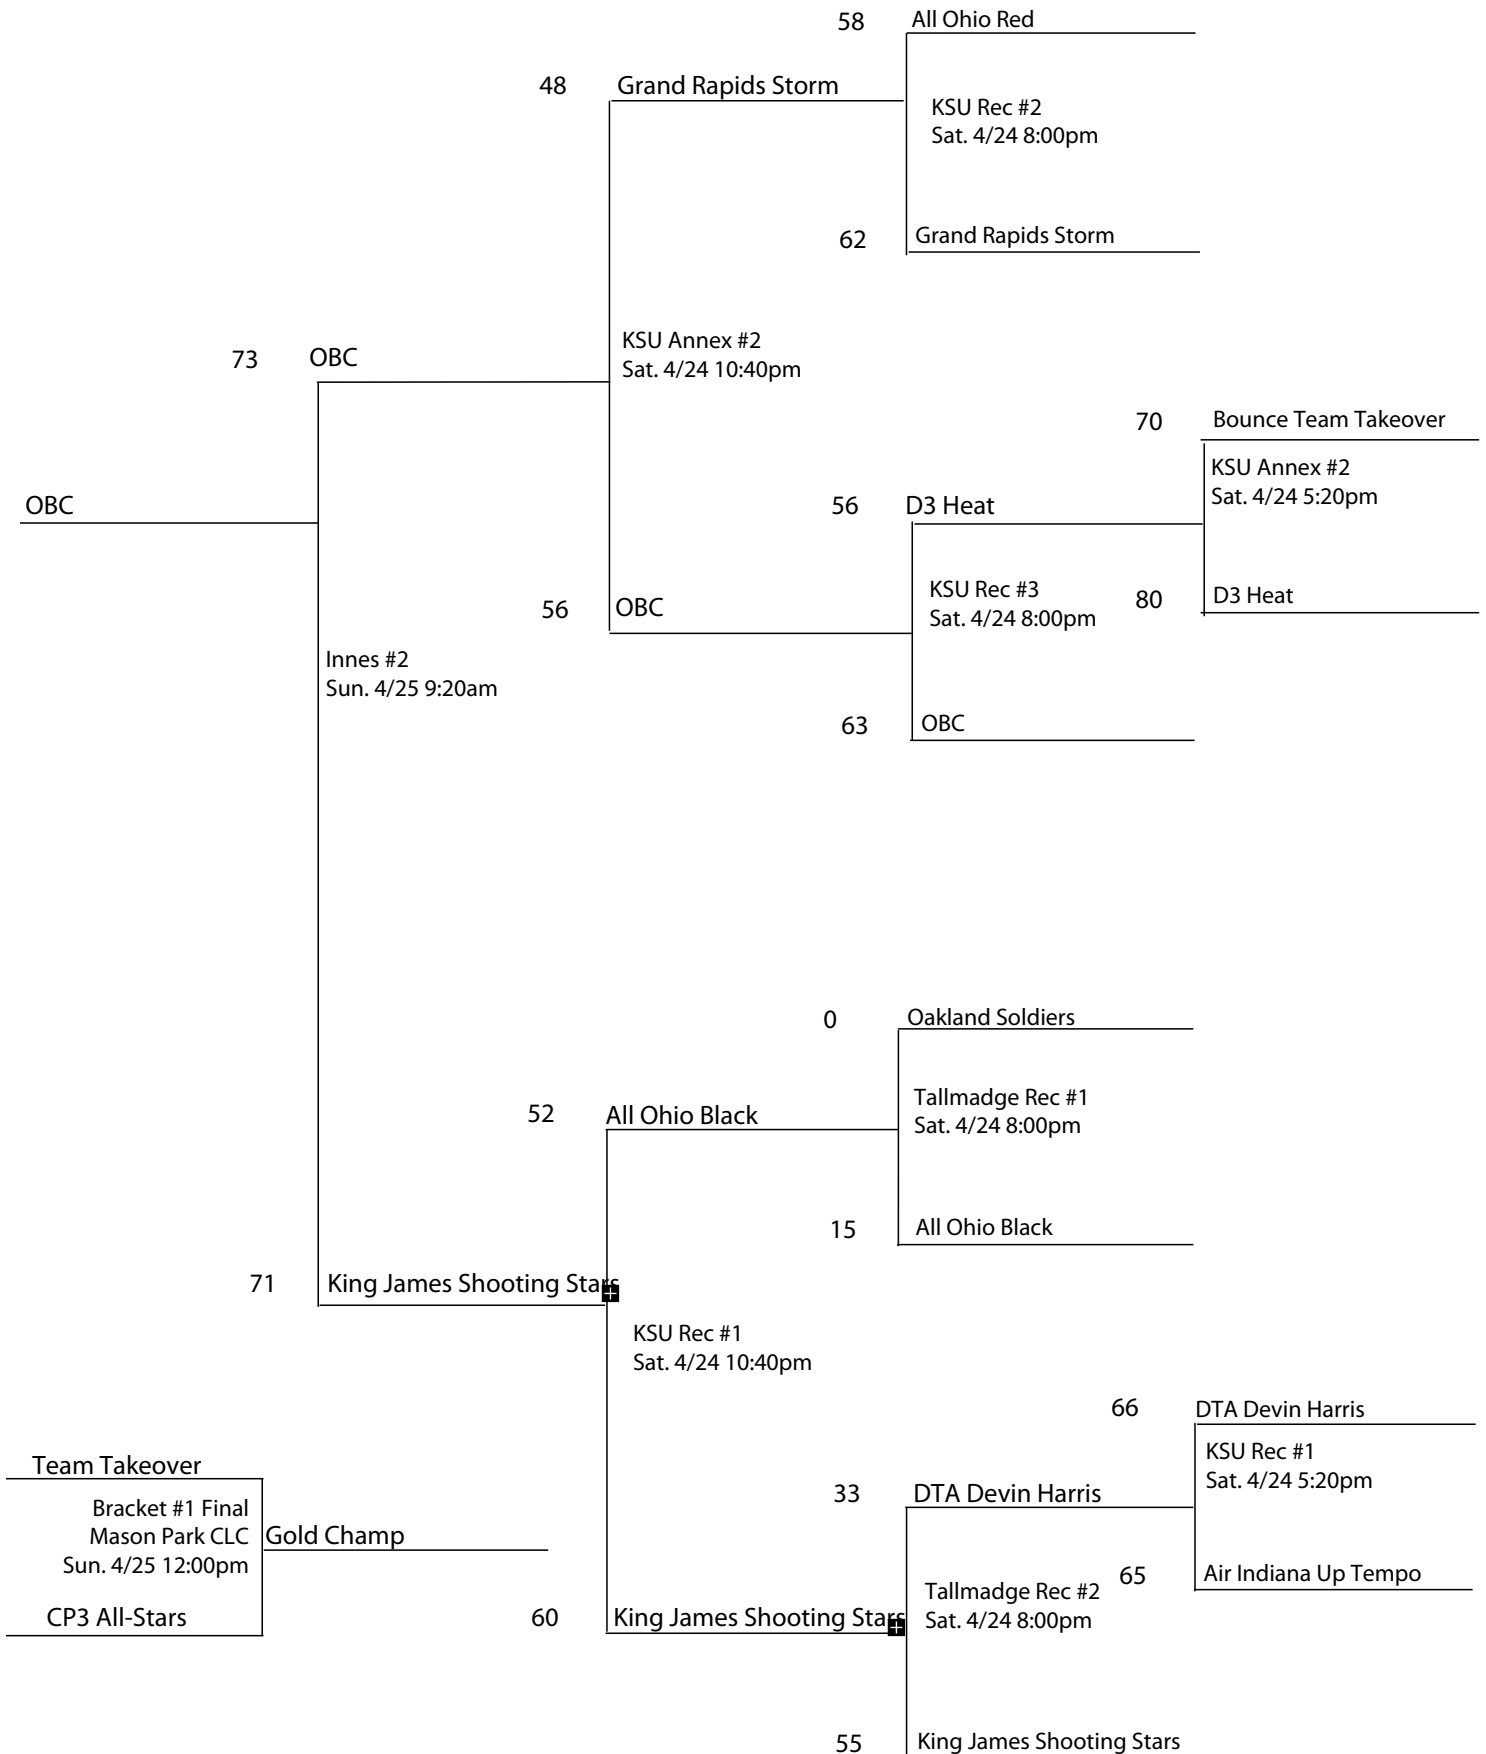 58 All Ohio Red
48 Grand Rapids Storm
KSU Rec #2
Sat. 4/24 8:00pm
62 Grand Rapids Storm
KSU Annex #2
Sat. 4/24 10:40pm
73 OBC
70 Bounce Team Takeover
KSU Annex #2
Sat. 4/24 5:20pm
OBC
56 D3 Heat
KSU Rec #3
Sat. 4/24 8:00pm
80 D3 Heat
56 OBC
Innes #2
Sun. 4/25 9:20am
63 OBC
0 Oakland Soldiers
Tallmadge Rec #1
Sat. 4/24 8:00pm
52 All Ohio Black
15 All Ohio Black
71 King James Shooting Stars
KSU Rec #1
Sat. 4/24 10:40pm
66 DTA Devin Harris
KSU Rec #1
Sat. 4/24 5:20pm
Team Takeover
33 DTA Devin Harris
Bracket #1 Final
Mason Park CLC
Sun. 4/25 12:00pm
Gold Champ
65 Air Indiana Up Tempo
Tallmadge Rec #2
Sat. 4/24 8:00pm
CP3 All-Stars
60 King James Shooting Stars
55 King James Shooting Stars